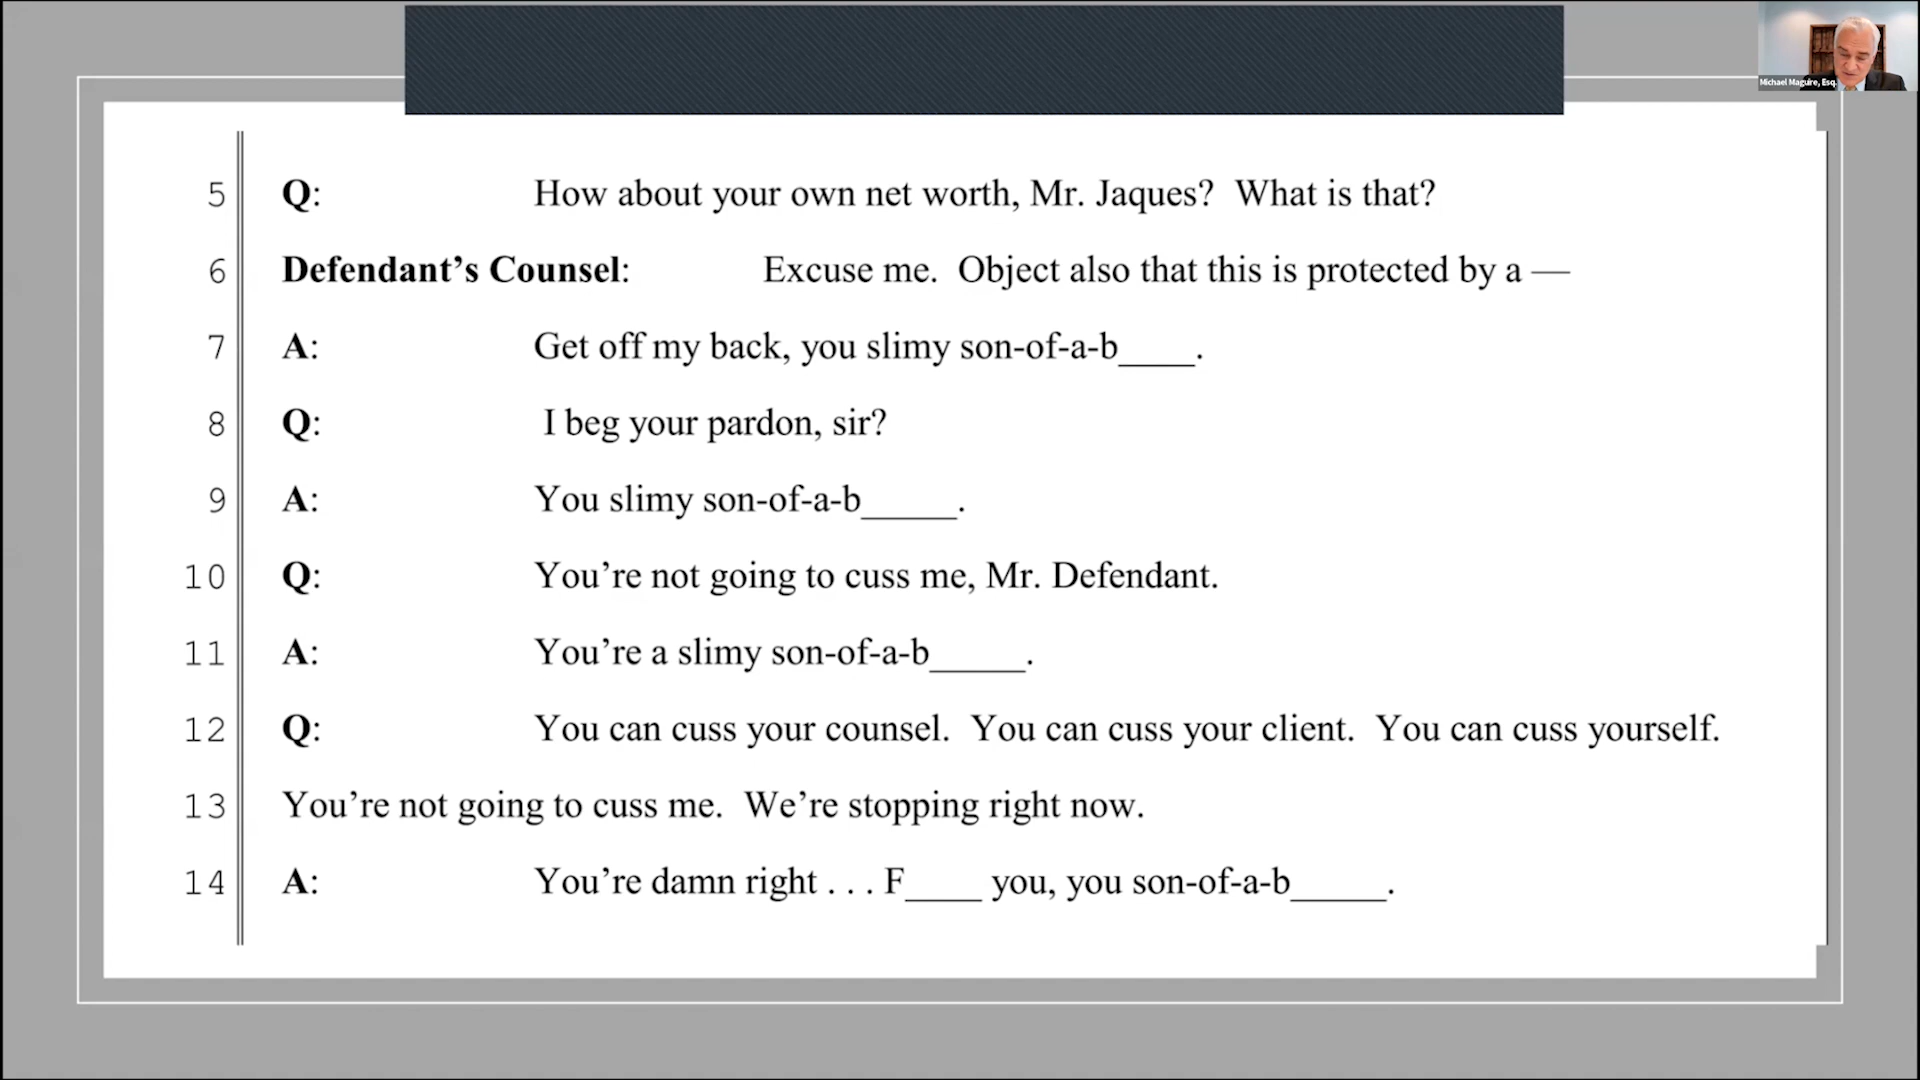 Michael Maguire, Esq.
5 Q: How about your own net worth, Mr. Jaques? What is that?
6 Defendant’s Counsel: Excuse me. Object also that this is protected by a —
7 A: Get off my back, you slimy son-of-a-b____.
8 Q: I beg your pardon, sir?
9 A: You slimy son-of-a-b_____.
10 Q: You’re not going to cuss me, Mr. Defendant.
11 A: You’re a slimy son-of-a-b_____.
12 Q: You can cuss your counsel. You can cuss your client. You can cuss yourself.
13 You’re not going to cuss me. We’re stopping right now.
14 A: You’re damn right . . . F____ you, you son-of-a-b_____.